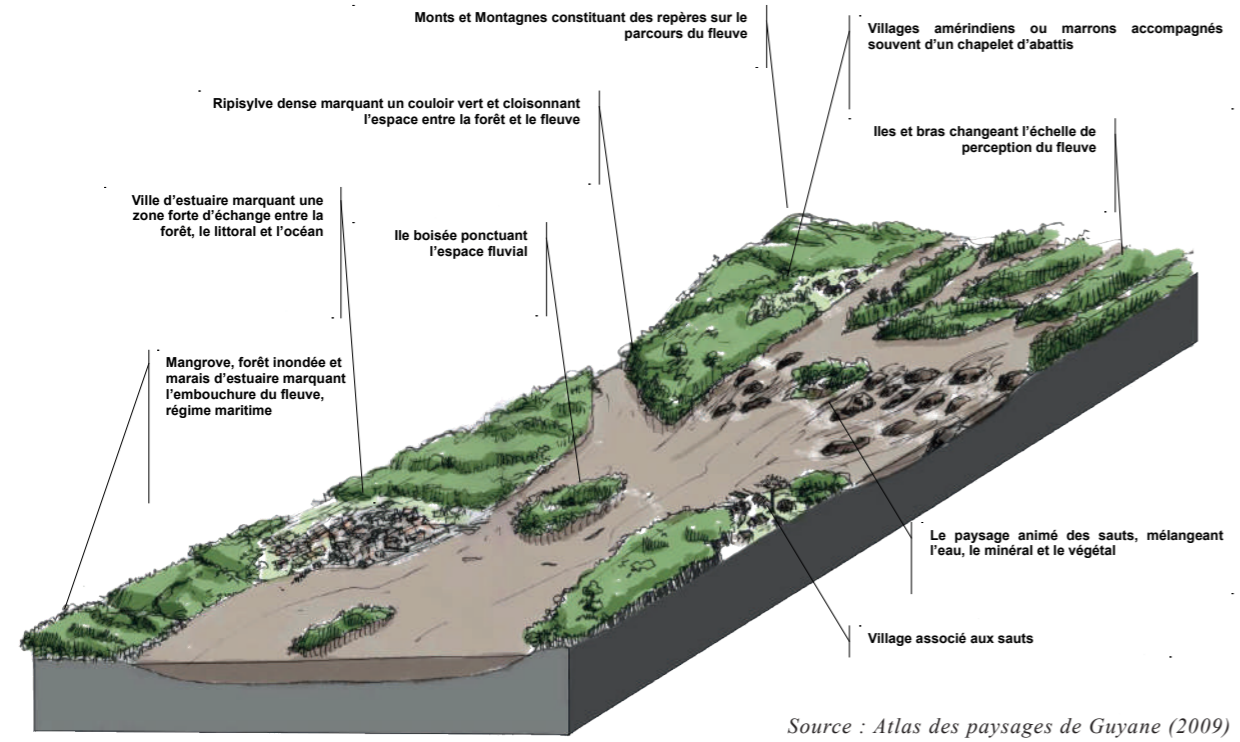 Monts et Montagnes constituant des repères sur le
parcours du fleuve
Villages amérindiens ou marrons accompagnés
souvent d'un chapelet d'abattis
Ripisylve dense marquant un couloir vert et cloisonnant
l'espace entre la forêt et le fleuve
Iles et bras changeant l'échelle de
perception du fleuve
Ville d'estuaire marquant une
zone forte d'échange entre la
forêt, le littoral et l'océan
Ile boisée ponctuant
l'espace fluvial
Mangrove, forêt inondée et
marais d'estuaire marquant
l'embouchure du fleuve,
régime maritime
Le paysage animé des sauts, mélangeant
l'eau, le minéral et le végétal
Village associé aux sauts
Source : Atlas des paysages de Guyane (2009)